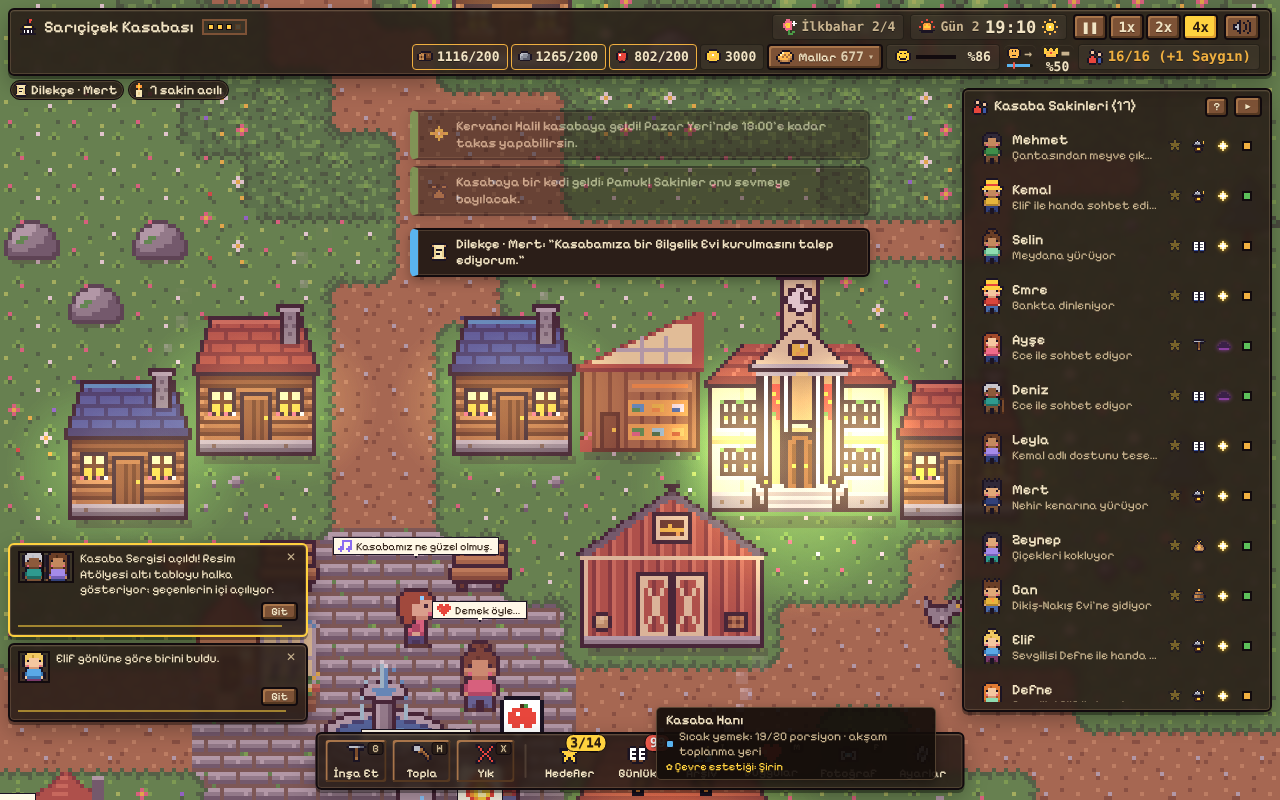 Sarıçiçek Kasabası
İlkbahar 2/4
Gün 2 19:10
1x
2x
4x
1116/200
1265/200
802/200
3000
Mallar 677
%86
%50
16/16 (+1 Saygın)
Dilekçe · Mert
7 sakin açılı
Kervancı Halil kasabaya geldi! Pazar Yeri'nde 18:00'e kadar
takas yapabilirsin.
Kasabaya bir kedi geldi: Pamuk! Sakinler onu sevmeye
bayılacak.
Dilekçe · Mert: "Kasabamıza bir Bilgelik Evi kurulmasını talep
ediyorum."
Kasaba Sakinleri (17)
?
Mehmet
Çantasından meyve çık...
Kemal
Elif ile handa sohbet edi...
Selin
Meydana yürüyor
Emre
Bankta dinleniyor
Ayşe
Ece ile sohbet ediyor
Deniz
Ece ile sohbet ediyor
Leyla
Kemal adlı dostunu tese...
Mert
Nehir kenarına yürüyor
Zeynep
Çiçekleri kokluyor
Can
Dikiş-Nakış Evi'ne gidiyor
Elif
Sevgilisi Defne ile handa ...
Defne
Kasabamız ne güzel olmuş.
Demek öyle...
Kasaba Sergisi açıldı! Resim
Atölyesi altı tabloyu halka
gösteriyor; geçenlerin içi açılıyor.
Git
Elif gönlüne göre birini buldu.
Git
Kasaba Hanı
Sıcak yemek: 19/20 porsiyon · akşam
toplanma yeri
Çevre estetiği: Şirin
B
İnşa Et
H
Topla
X
Yık
3/14
Hedefler
9
Günlük
Fotoğraf